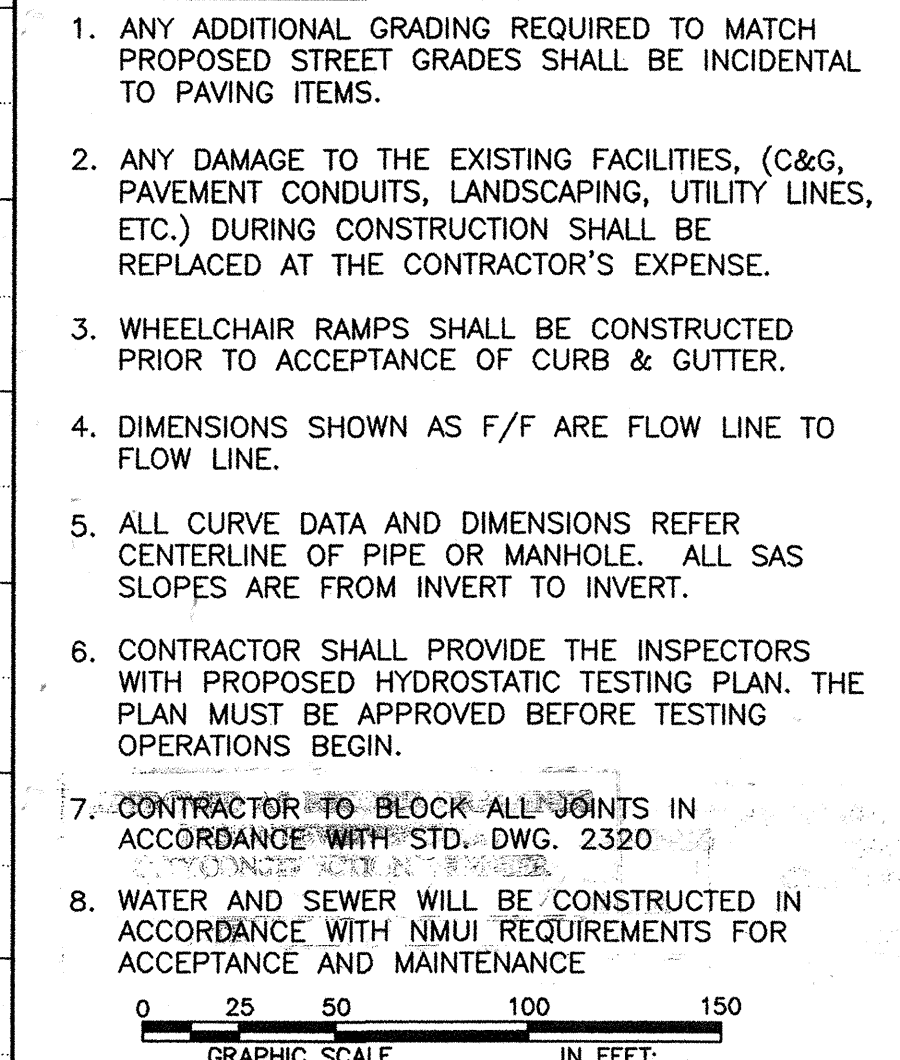 1. ANY ADDITIONAL GRADING REQUIRED TO MATCH
PROPOSED STREET GRADES SHALL BE INCIDENTAL
TO PAVING ITEMS.
2. ANY DAMAGE TO THE EXISTING FACILITIES, (C&G,
PAVEMENT CONDUITS, LANDSCAPING, UTILITY LINES,
ETC.) DURING CONSTRUCTION SHALL BE
REPLACED AT THE CONTRACTOR'S EXPENSE.
3. WHEELCHAIR RAMPS SHALL BE CONSTRUCTED
PRIOR TO ACCEPTANCE OF CURB & GUTTER.
4. DIMENSIONS SHOWN AS F/F ARE FLOW LINE TO
FLOW LINE.
5. ALL CURVE DATA AND DIMENSIONS REFER
CENTERLINE OF PIPE OR MANHOLE. ALL SAS
SLOPES ARE FROM INVERT TO INVERT.
6. CONTRACTOR SHALL PROVIDE THE INSPECTORS
WITH PROPOSED HYDROSTATIC TESTING PLAN. THE
PLAN MUST BE APPROVED BEFORE TESTING
OPERATIONS BEGIN.
7. CONTRACTOR TO BLOCK ALL JOINTS IN
ACCORDANCE WITH STD. DWG. 2320
8. WATER AND SEWER WILL BE CONSTRUCTED IN
ACCORDANCE WITH NMUI REQUIREMENTS FOR
ACCEPTANCE AND MAINTENANCE
0 25 50 100 150
GRAPHIC SCALE IN FEET: